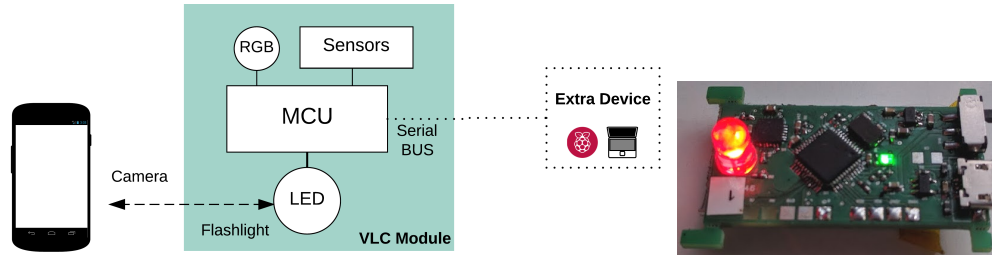 RGB
Sensors
MCU
Serial
BUS
Extra Device
Camera
LED
Flashlight
VLC Module